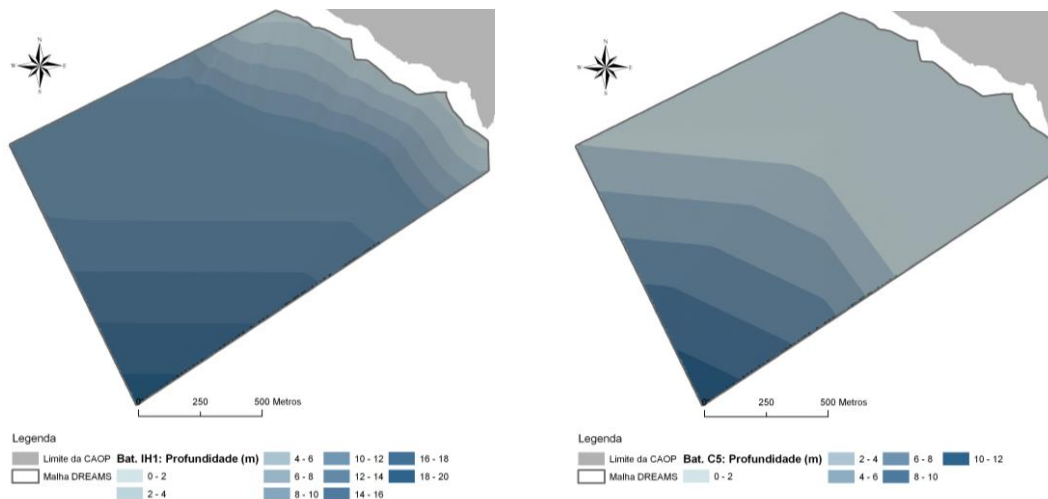 N
W E
S
0 250 500 Metros
Legenda
Limite da CAOP
Malha DREAMS
Bat. IH1: Profundidade (m)
0 - 2
2 - 4
4 - 6
6 - 8
8 - 10
10 - 12
12 - 14
14 - 16
16 - 18
18 - 20
N
W E
S
0 250 500 Metros
Legenda
Limite da CAOP
Malha DREAMS
Bat. C5: Profundidade (m)
0 - 2
2 - 4
4 - 6
6 - 8
8 - 10
10 - 12